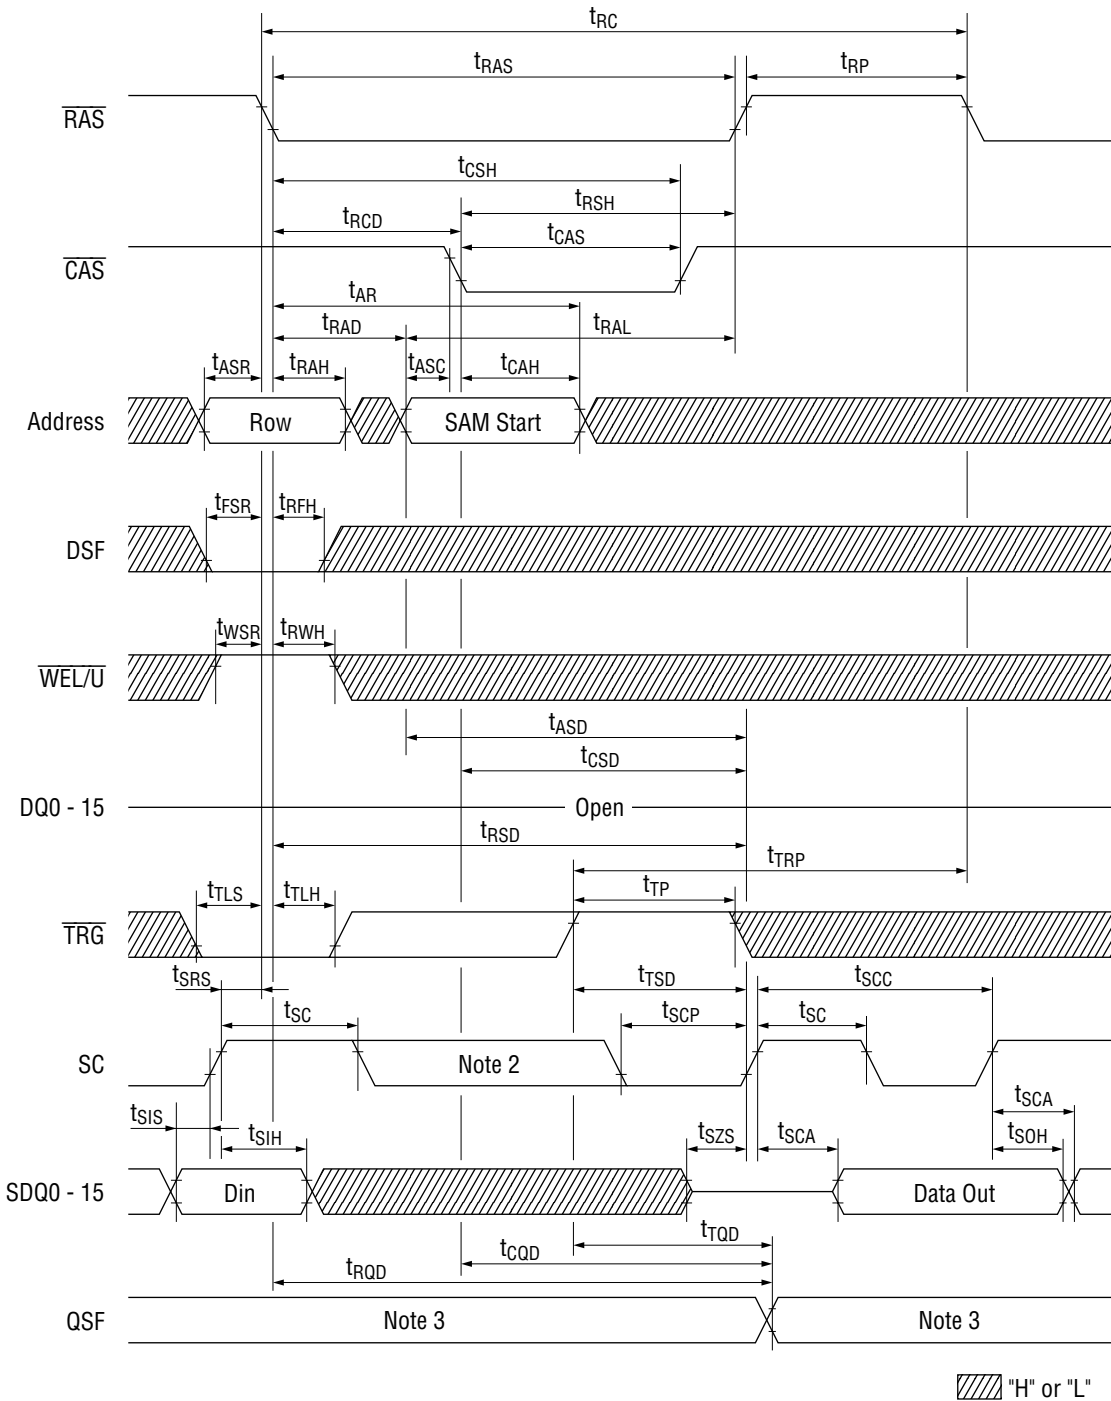 tRC
tRAS
tRP
RAS
tCSH
tRSH
tRCD
tCAS
CAS
tAR
tRAD
tRAL
tASR
tRAH
tASC
tCAH
Address
Row
SAM Start
tFSR
tRFH
DSF
tWSR
tRWH
WEL/U
tASD
tCSD
DQ0 - 15
Open
tRSD
tTRP
tTLS
tTLH
tTP
TRG
tSRS
tTSD
tSCC
tSC
tSCP
tSC
SC
Note 2
tSCA
tSIS
tSIH
tSZS
tSCA
tSOH
SDQ0 - 15
Din
Data Out
tTQD
tCQD
tRQD
QSF
Note 3
Note 3
"H" or "L"